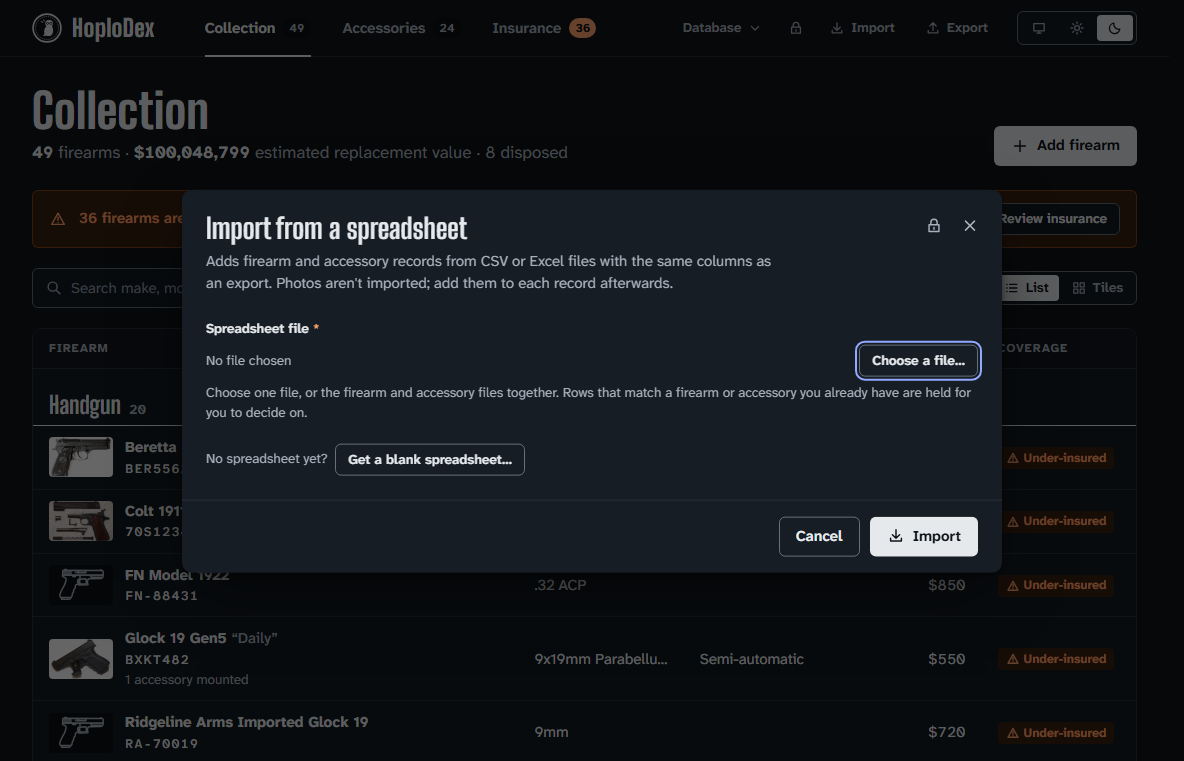 HoploDex
Collection 49
Accessories 24
Insurance 36
Database
Import
Export
Collection
49 firearms · $100,048,799 estimated replacement value · 8 disposed
Add firearm
36 firearms are
Review insurance
Search make, mo
List
Tiles
FIREARM
COVERAGE
Handgun 20
Beretta
BER556
Under-insured
Colt 191
70S123
Under-insured
FN Model 1922
FN-88431
.32 ACP
$850
Under-insured
Glock 19 Gen5 “Daily”
BXKT482
1 accessory mounted
9x19mm Parabellu...
Semi-automatic
$550
Under-insured
Ridgeline Arms Imported Glock 19
RA-70019
9mm
$720
Under-insured
Import from a spreadsheet
Adds firearm and accessory records from CSV or Excel files with the same columns as
an export. Photos aren't imported; add them to each record afterwards.
Spreadsheet file *
No file chosen
Choose a file...
Choose one file, or the firearm and accessory files together. Rows that match a firearm or accessory you already have are held for
you to decide on.
No spreadsheet yet?
Get a blank spreadsheet...
Cancel
Import